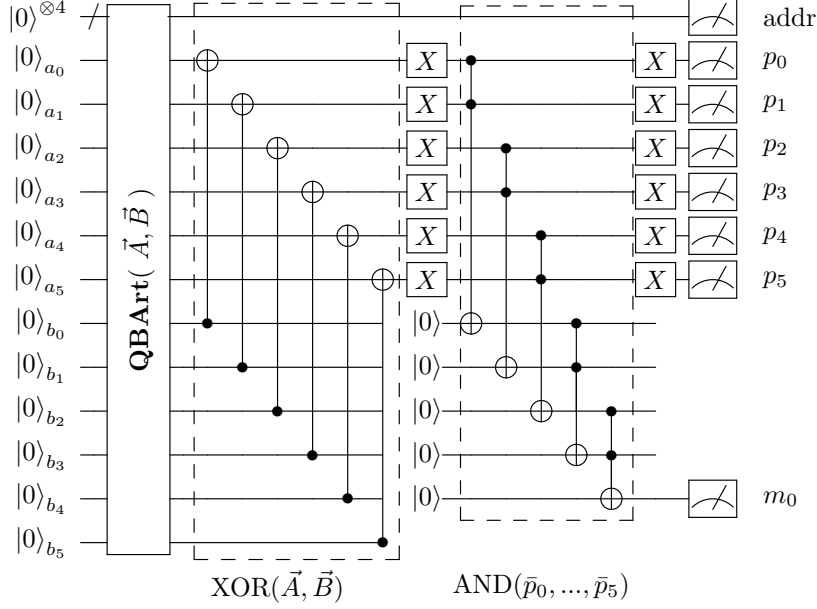 |0⟩⊗4 addr
|0⟩a0 X X p0
|0⟩a1 X X p1
|0⟩a2 X X p2
|0⟩a3 X X p3
|0⟩a4 X X p4
|0⟩a5 X X p5
QBArt( A⃗, B⃗ )
|0⟩b0 |0⟩
|0⟩b1 |0⟩
|0⟩b2 |0⟩
|0⟩b3 |0⟩
|0⟩b4 |0⟩ m0
|0⟩b5
XOR(A⃗, B⃗) AND(p̄0, ..., p̄5)